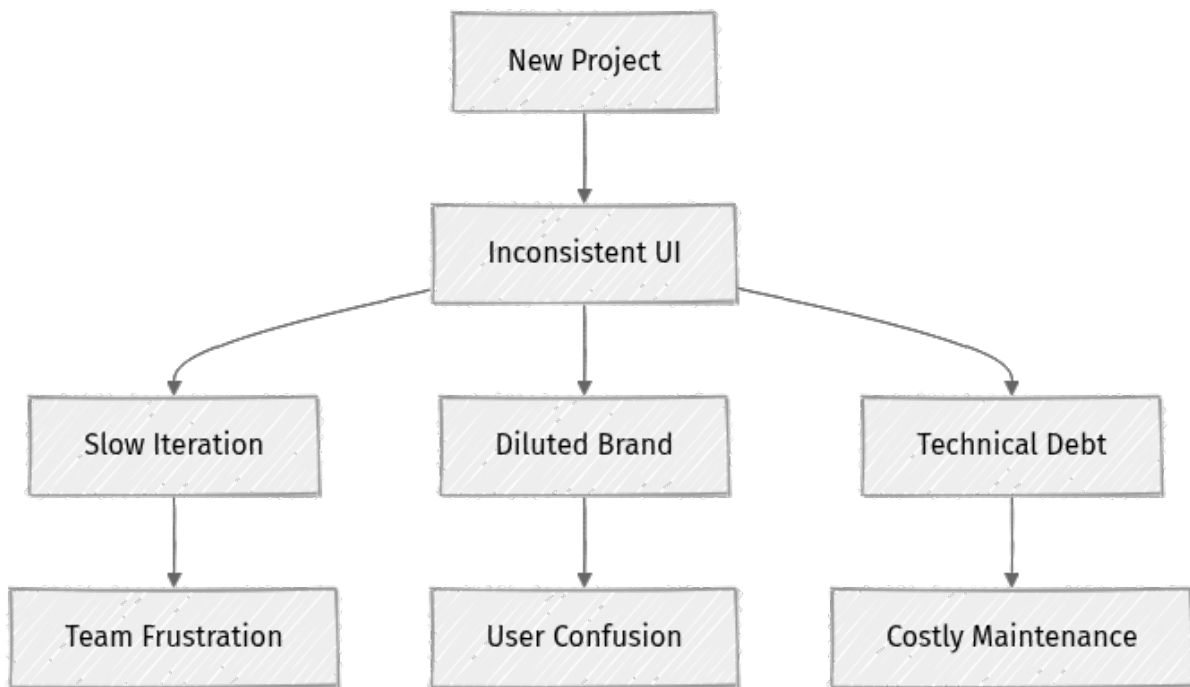 New Project
Inconsistent UI
Slow Iteration
Diluted Brand
Technical Debt
Team Frustration
User Confusion
Costly Maintenance